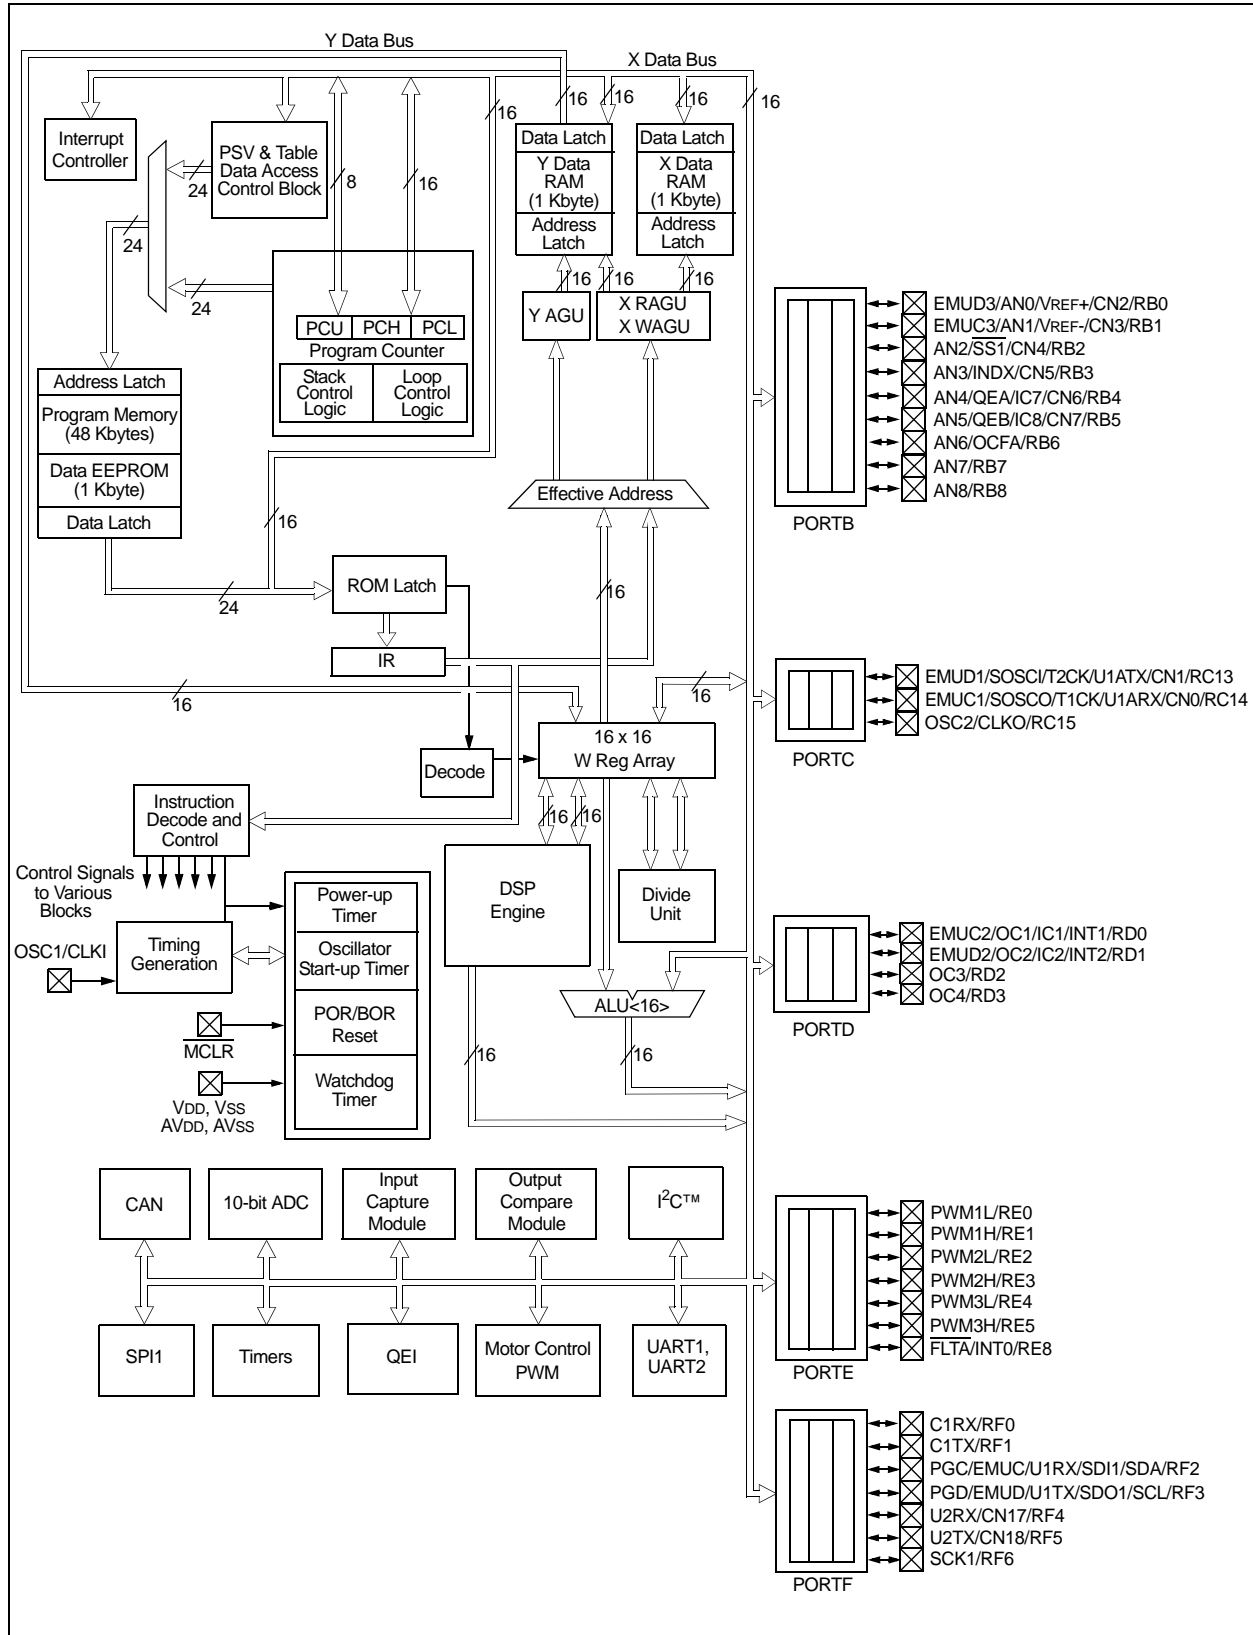 Y Data Bus
X Data Bus
16
16
16
16
16
Interrupt
Controller
PSV & Table
Data Access
Control Block
24
24
8
16
Data Latch
Y Data
RAM
(1 Kbyte)
Address
Latch
Data Latch
X Data
RAM
(1 Kbyte)
Address
Latch
24
16
16
16
Y AGU
X RAGU
X WAGU
PCU
PCH
PCL
Program Counter
Stack
Control
Logic
Loop
Control
Logic
Address Latch
Program Memory
(48 Kbytes)
Data EEPROM
(1 Kbyte)
Data Latch
Effective Address
16
24
ROM Latch
16
IR
16
16
16 x 16
W Reg Array
Decode
Instruction
Decode and
Control
16
16
Control Signals
to Various
Blocks
DSP
Engine
Divide
Unit
Power-up
Timer
Oscillator
Start-up Timer
POR/BOR
Reset
Watchdog
Timer
OSC1/CLKI
Timing
Generation
MCLR
VDD, VSS
AVDD, AVSS
ALU<16>
16
16
CAN
10-bit ADC
Input
Capture
Module
Output
Compare
Module
I2C™
SPI1
Timers
QEI
Motor Control
PWM
UART1,
UART2
EMUD3/AN0/VREF+/CN2/RB0
EMUC3/AN1/VREF-/CN3/RB1
AN2/SS1/CN4/RB2
AN3/INDX/CN5/RB3
AN4/QEA/IC7/CN6/RB4
AN5/QEB/IC8/CN7/RB5
AN6/OCFA/RB6
AN7/RB7
AN8/RB8
PORTB
EMUD1/SOSCI/T2CK/U1ATX/CN1/RC13
EMUC1/SOSCO/T1CK/U1ARX/CN0/RC14
OSC2/CLKO/RC15
PORTC
EMUC2/OC1/IC1/INT1/RD0
EMUD2/OC2/IC2/INT2/RD1
OC3/RD2
OC4/RD3
PORTD
PWM1L/RE0
PWM1H/RE1
PWM2L/RE2
PWM2H/RE3
PWM3L/RE4
PWM3H/RE5
FLTA/INT0/RE8
PORTE
C1RX/RF0
C1TX/RF1
PGC/EMUC/U1RX/SDI1/SDA/RF2
PGD/EMUD/U1TX/SDO1/SCL/RF3
U2RX/CN17/RF4
U2TX/CN18/RF5
SCK1/RF6
PORTF